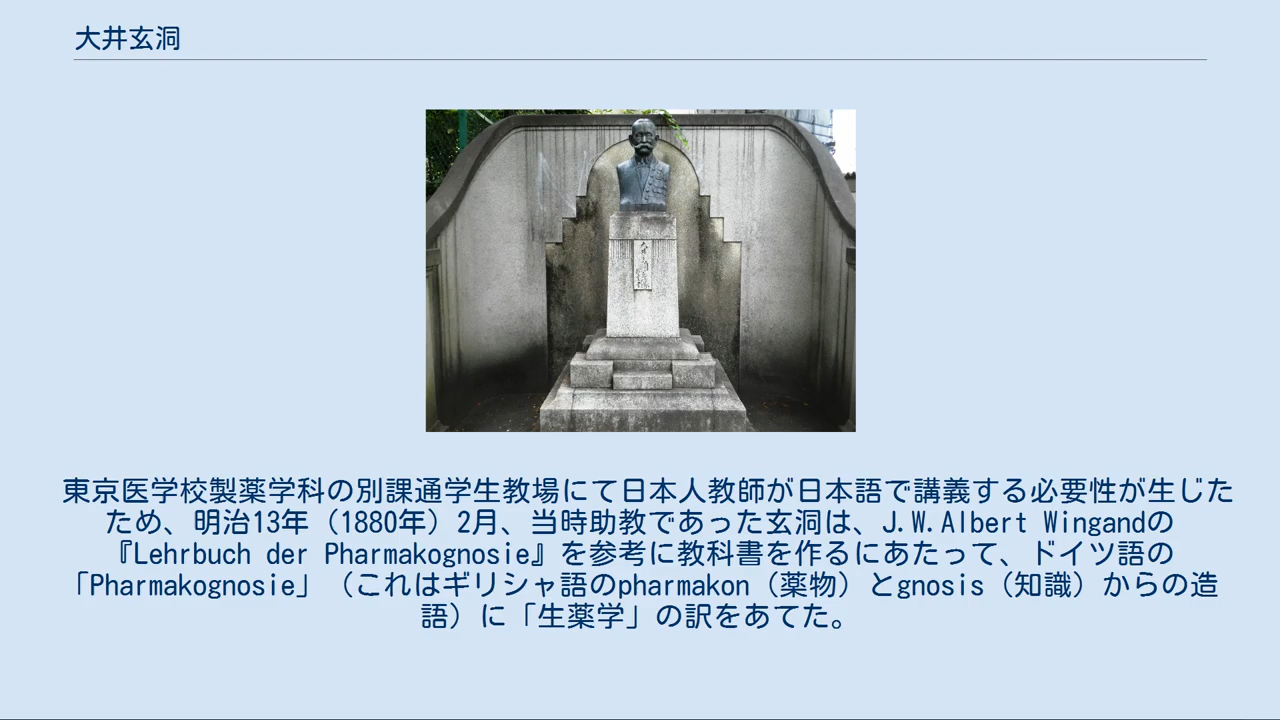 大井玄洞
東京医学校製薬学科の別課通学生教場にて日本人教師が日本語で講義する必要性が生じた
ため、明治13年（1880年）2月、当時助教であった玄洞は、J.W.Albert Wingandの
『Lehrbuch der Pharmakognosie』を参考に教科書を作るにあたって、ドイツ語の
「Pharmakognosie」（これはギリシャ語のpharmakon（薬物）とgnosis（知識）からの造
語）に「生薬学」の訳をあてた。